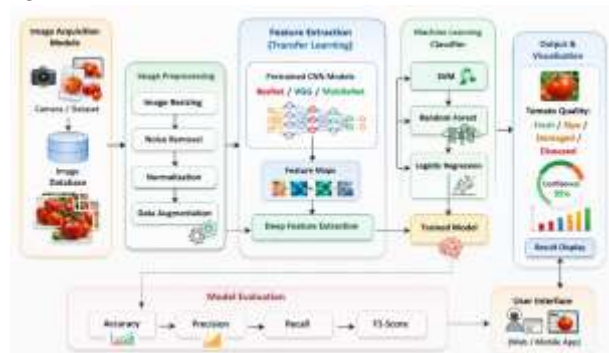 Image Acquisition
Module
Camera / Dataset
Image
Database
Image Preprocessing
Image Resizing
Noise Removal
Normalization
Data Augmentation
Feature Extraction
(Transfer Learning)
Pretrained CNN Models
ResNet / VGG / MobileNet
Feature Maps
Deep Feature Extraction
Machine Learning
Classifier
SVM
Random Forest
Logistic Regression
Trained Model
Output &
Visualization
Tomato Quality:
Fresh / Ripe /
Damaged /
Diseased
Confidence
Result Display
Model Evaluation
Accuracy
Precision
Recall
F1-Score
User Interface
(Web / Mobile App)